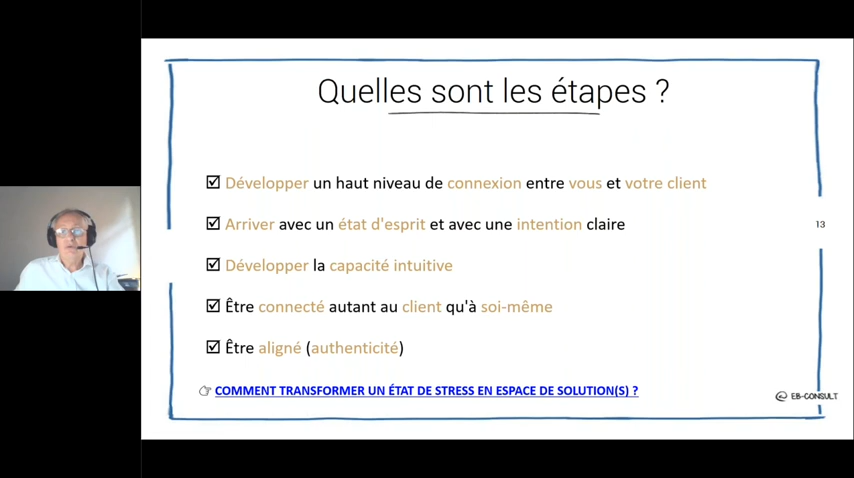 Quelles sont les étapes ?
☑ Développer un haut niveau de connexion entre vous et votre client
☑ Arriver avec un état d'esprit et avec une intention claire
13
☑ Développer la capacité intuitive
☑ Être connecté autant au client qu'à soi-même
☑ Être aligné (authenticité)
👉 COMMENT TRANSFORMER UN ÉTAT DE STRESS EN ESPACE DE SOLUTION(S) ?
@ EB-CONSULT